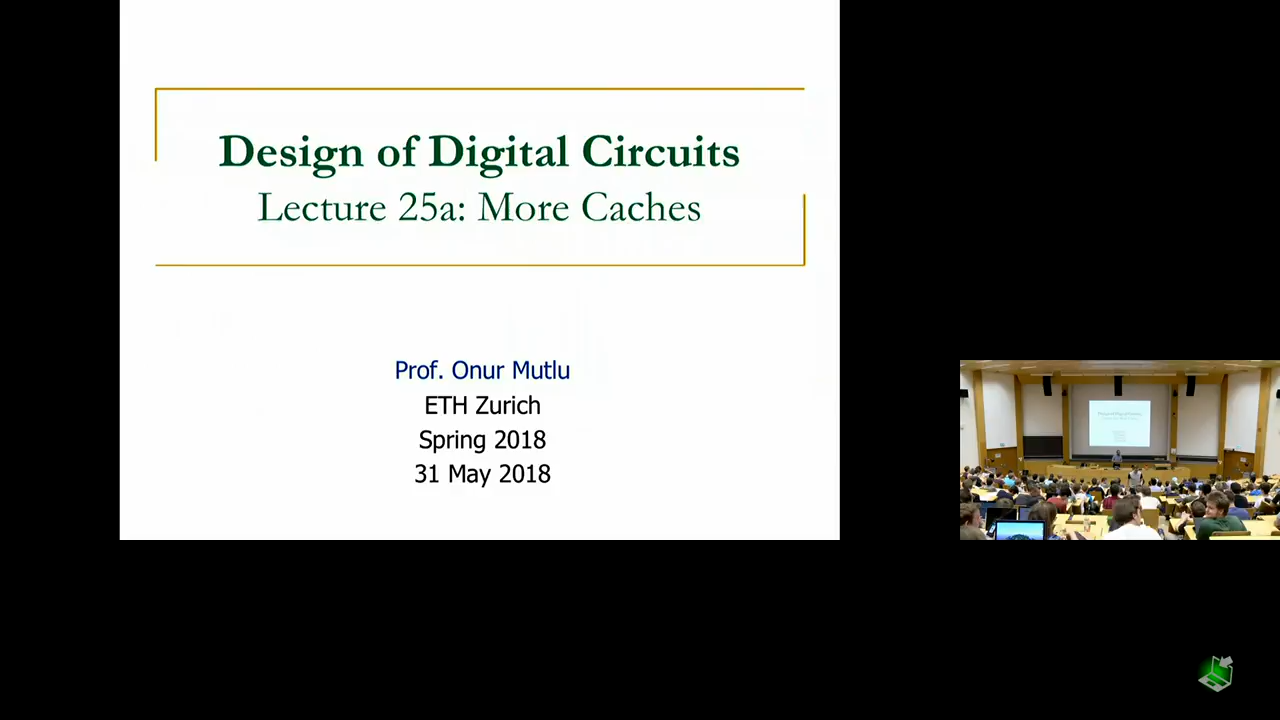 Design of Digital Circuits
Lecture 25a: More Caches
Prof. Onur Mutlu
ETH Zurich
Spring 2018
31 May 2018